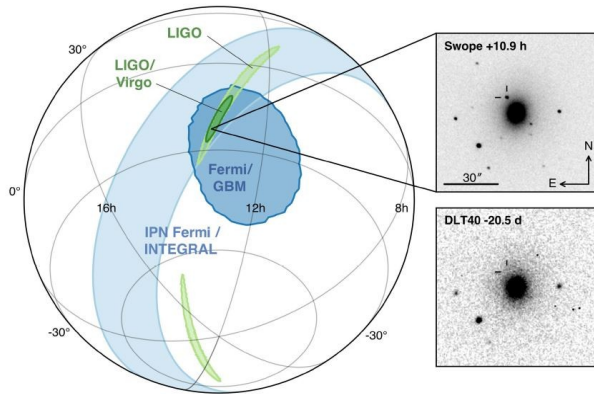 LIGO
Swope +10.9 h
30°
LIGO/
Virgo
N
Fermi/
GBM
30"
E
0°
16h
12h
8h
IPN Fermi /
INTEGRAL
DLT40 -20.5 d
-30°
-30°